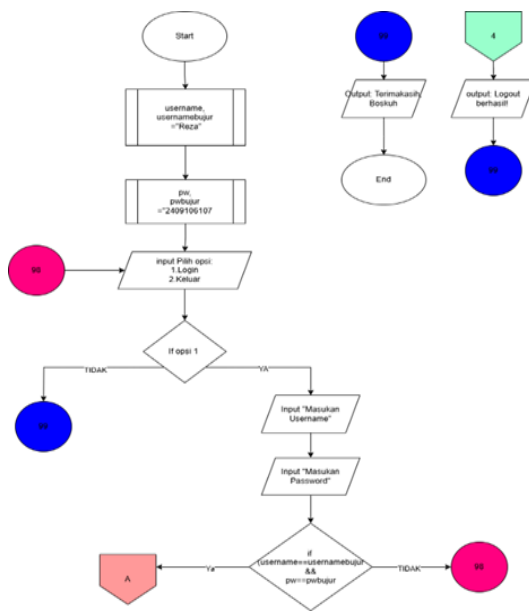 Start
username,
usernamebujur
="Reza"
pw,
pwbujur
="2409106107
98
input Pilih opsi:
1.Login
2.Keluar
If opsi 1
TIDAK
YA
99
Input "Masukan
Username"
Input "Masukan
Password"
if
(username==usernamebujur
&&
pw==pwbujur
Ya
TIDAK
A
98
99
Output: Terimakasih,
Boskuh
End
4
output: Logout
berhasil!
99